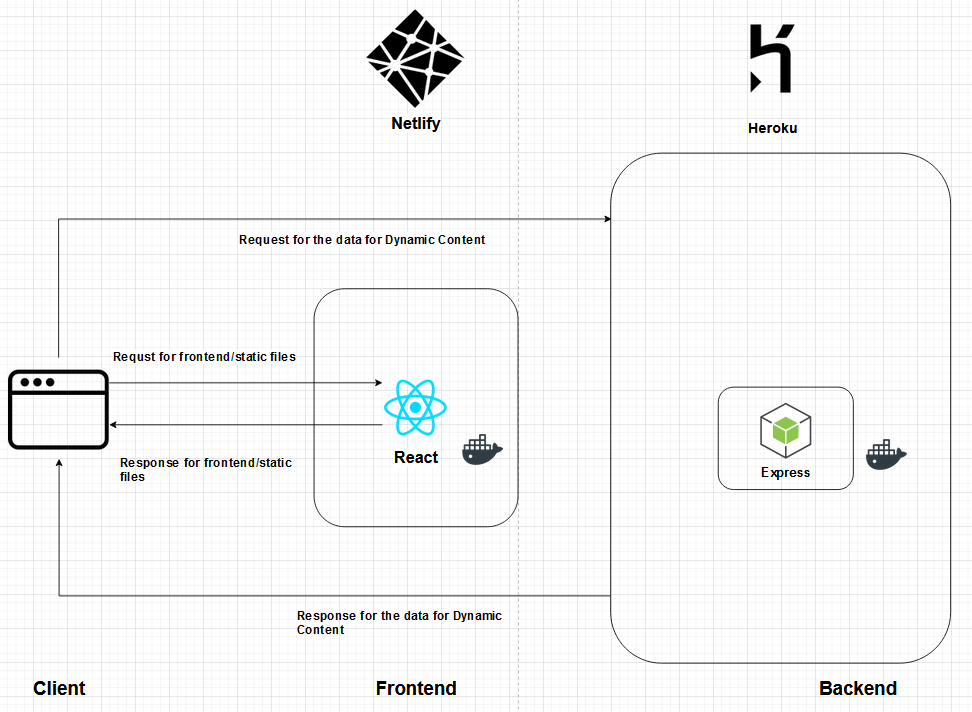 Netlify
Heroku
Request for the data for Dynamic Content
Requst for frontend/static files
React
Response for frontend/static
files
Express
Response for the data for Dynamic
Content
Client
Frontend
Backend